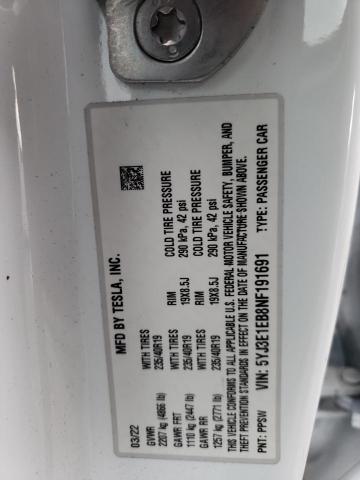 MFD BY TESLA, INC.
03/22
GVWR WITH TIRES RIM COLD TIRE PRESSURE
2207 kg (4866 lb) 235/40R19 19X8.5J 290 kPa, 42 psi
GAWR FRT WITH TIRES RIM COLD TIRE PRESSURE
1110 kg (2447 lb) 235/40R19 19X8.5J 290 kPa, 42 psi
GAWR RR WITH TIRES RIM COLD TIRE PRESSURE
1257 kg (2771 lb) 235/40R19 19X8.5J 290 kPa, 42 psi
THIS VEHICLE CONFORMS TO ALL APPLICABLE U.S. FEDERAL MOTOR VEHICLE SAFETY, BUMPER, AND
THEFT PREVENTION STANDARDS IN EFFECT ON THE DATE OF MANUFACTURE SHOWN ABOVE.
VIN: 5YJ3E1EB8NF191691 TYPE: PASSENGER CAR
PNT: PPSW